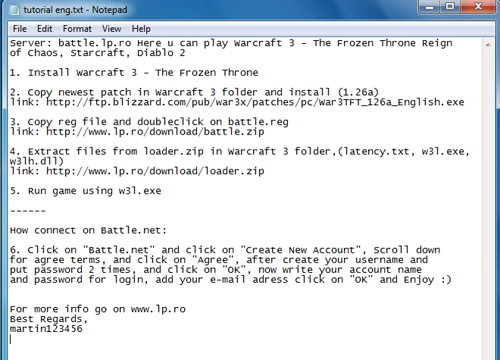 tutorial eng.txt - Notepad
File Edit Format View Help
Server: battle.lp.ro Here u can play Warcraft 3 - The Frozen Throne Reign
of Chaos, Starcraft, Diablo 2
1. Install Warcraft 3 - The Frozen Throne
2. Copy newest patch in Warcraft 3 folder and install (1.26a)
link: http://ftp.blizzard.com/pub/war3x/patches/pc/War3TFT_126a_English.exe
3. Copy reg file and doubleclick on battle.reg
link: http://www.lp.ro/download/battle.zip
4. Extract files from loader.zip in Warcraft 3 folder,(latency.txt, w3l.exe,
w3lh.dll)
link: http://www.lp.ro/download/loader.zip
5. Run game using w3l.exe
------
How connect on Battle.net:
6. Click on "Battle.net" and click on "Create New Account", Scroll down
for agree terms, and click on "Agree", after create your username and
put password 2 times, and click on "OK", now write your account name
and password for login, add your e-mail adress click on "OK" and Enjoy :)
For more info go on www.lp.ro
Best Regards,
martin123456